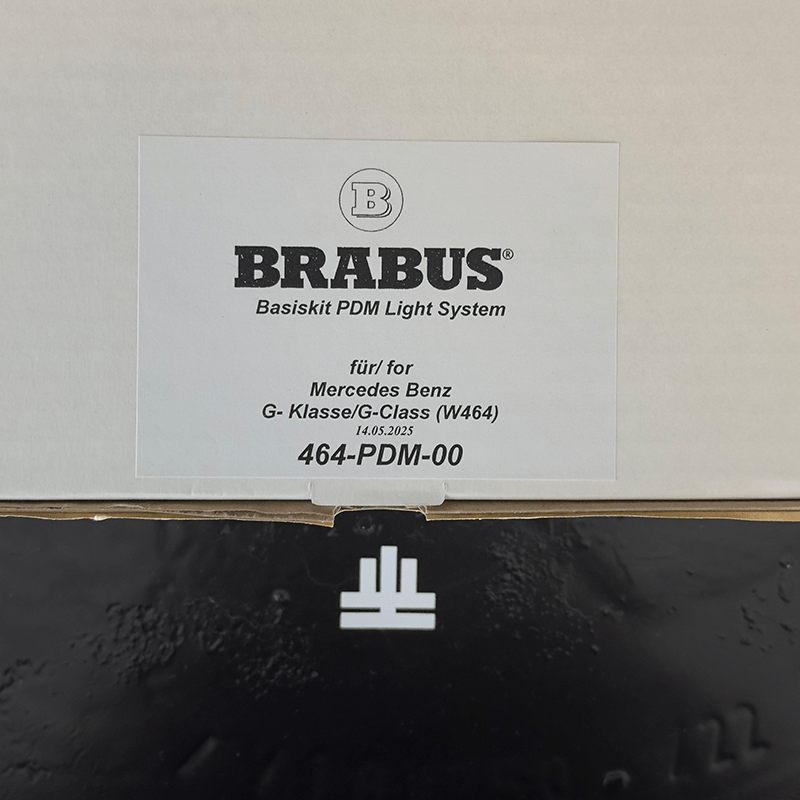 B
BRABUS®
Basiskit PDM Light System
für/ for
Mercedes Benz
G- Klasse/G-Class (W464)
14.05.2025
464-PDM-00